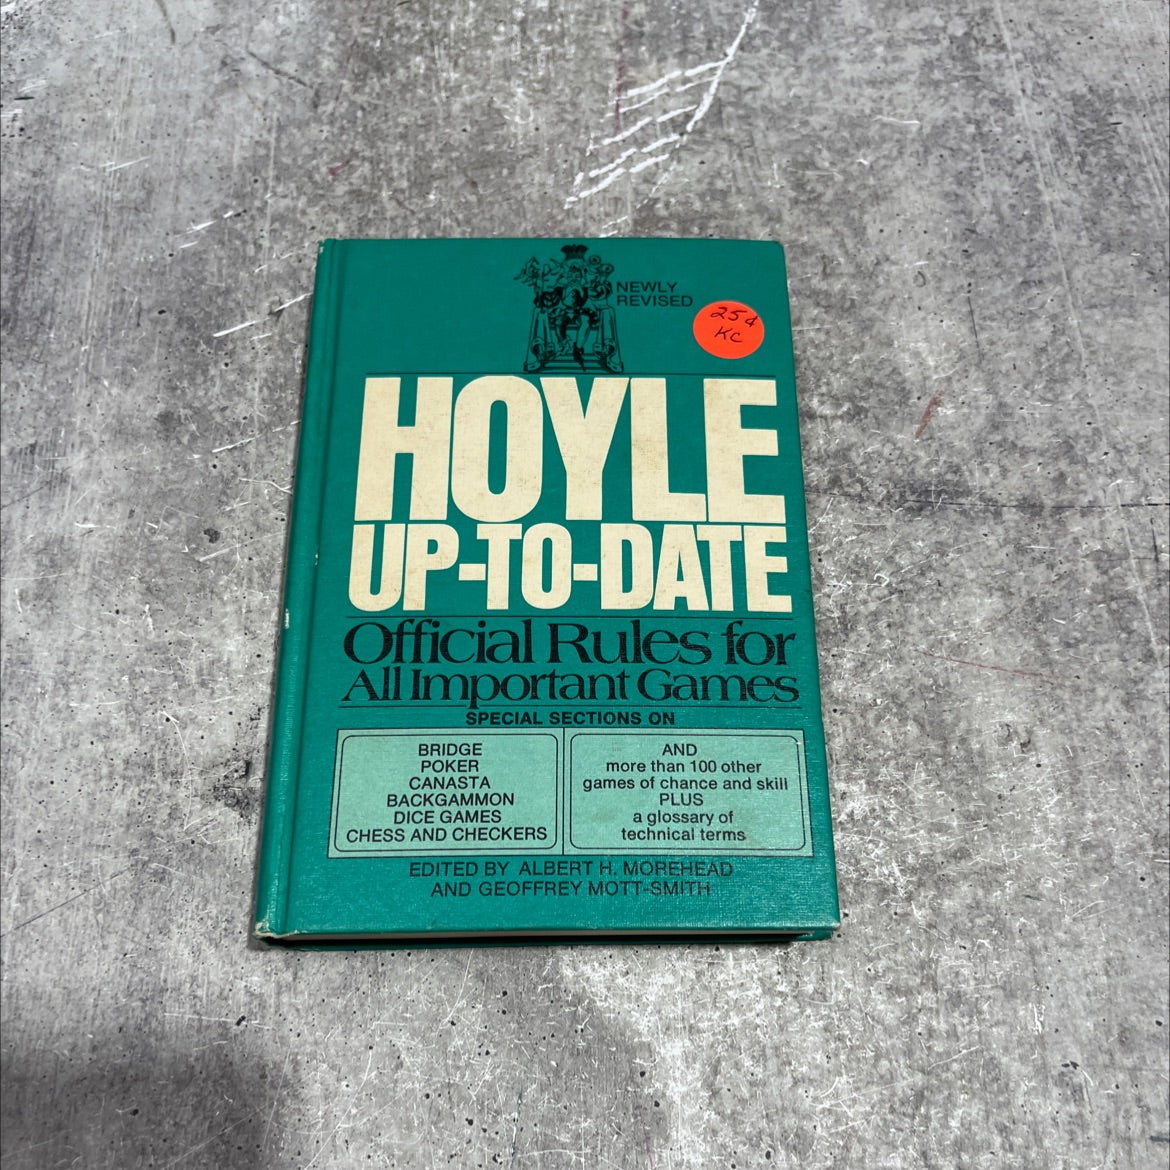 NEWLY
REVISED
25¢
KC
HOYLE
UP-TO-DATE
Official Rules for
All Important Games
SPECIAL SECTIONS ON
BRIDGE
POKER
CANASTA
BACKGAMMON
DICE GAMES
CHESS AND CHECKERS
AND
more than 100 other
games of chance and skill
PLUS
a glossary of
technical terms
EDITED BY ALBERT H. MOREHEAD
AND GEOFFREY MOTT-SMITH